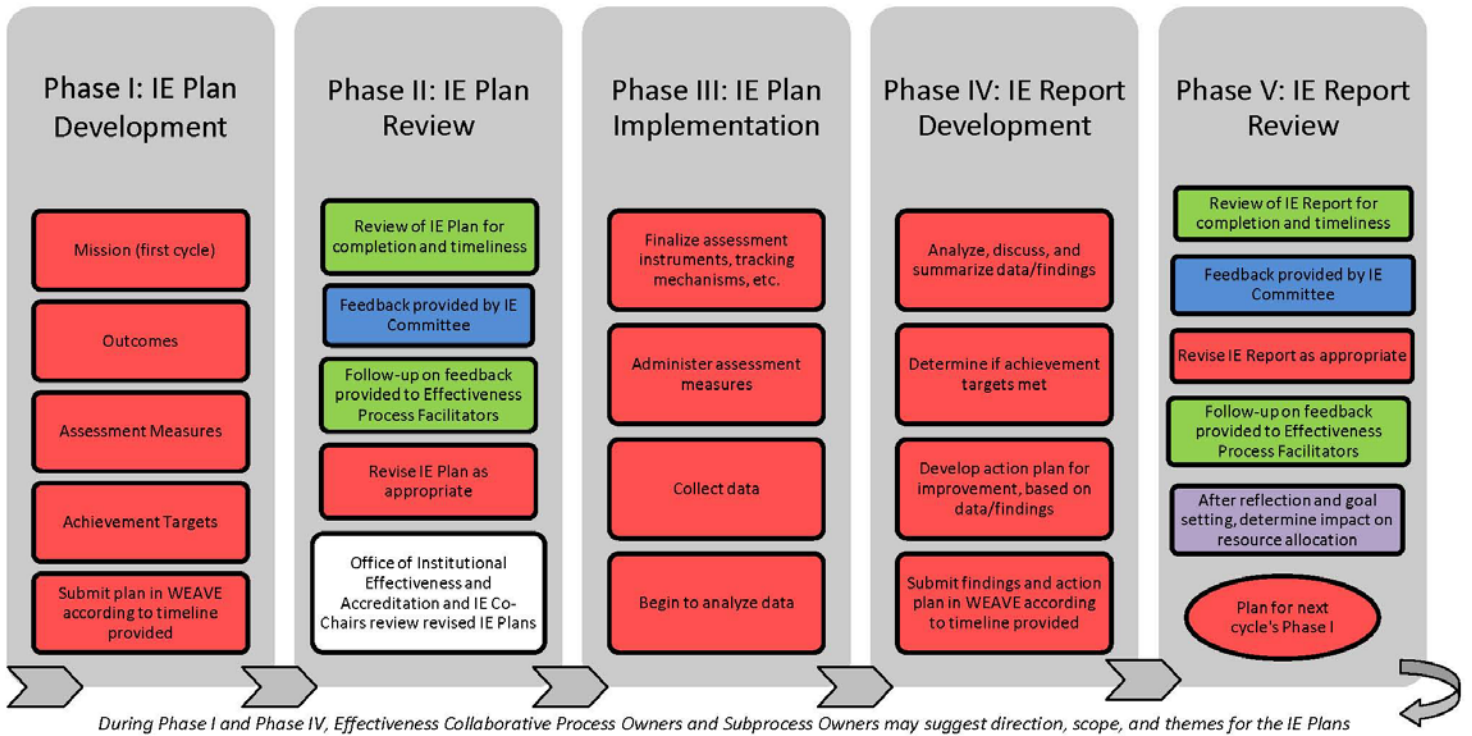 Phase I: IE Plan
Development
Mission (first cycle)
Outcomes
Assessment Measures
Achievement Targets
Submit plan in WEAVE
according to timeline
provided
Phase II: IE Plan
Review
Review of IE Plan for
completion and timeliness
Feedback provided by IE
Committee
Follow-up on feedback
provided to Effectiveness
Process Facilitators
Revise IE Plan as
appropriate
Office of Institutional
Effectiveness and
Accreditation and IE Co-
Chairs review revised IE Plans
Phase III: IE Plan
Implementation
Finalize assessment
instruments, tracking
mechanisms, etc.
Administer assessment
measures
Collect data
Begin to analyze data
Phase IV: IE Report
Development
Analyze, discuss, and
summarize data/findings
Determine if achievement
targets met
Develop action plan for
improvement, based on
data/findings
Submit findings and action
plan in WEAVE according
to timeline provided
Phase V: IE Report
Review
Review of IE Report for
completion and timeliness
Feedback provided by IE
Committee
Revise IE Report as appropriate
Follow-up on feedback
provided to Effectiveness
Process Facilitators
After reflection and goal
setting, determine impact on
resource allocation
Plan for next
cycle's Phase I
During Phase I and Phase IV, Effectiveness Collaborative Process Owners and Subprocess Owners may suggest direction, scope, and themes for the IE Plans